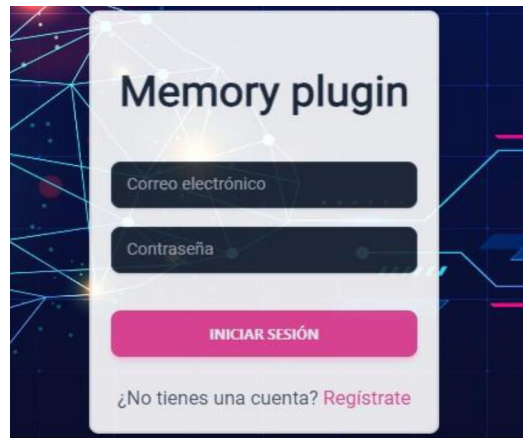 Memory plugin
Correo electrónico
Contraseña
INICIAR SESIÓN
¿No tienes una cuenta? Regístrate